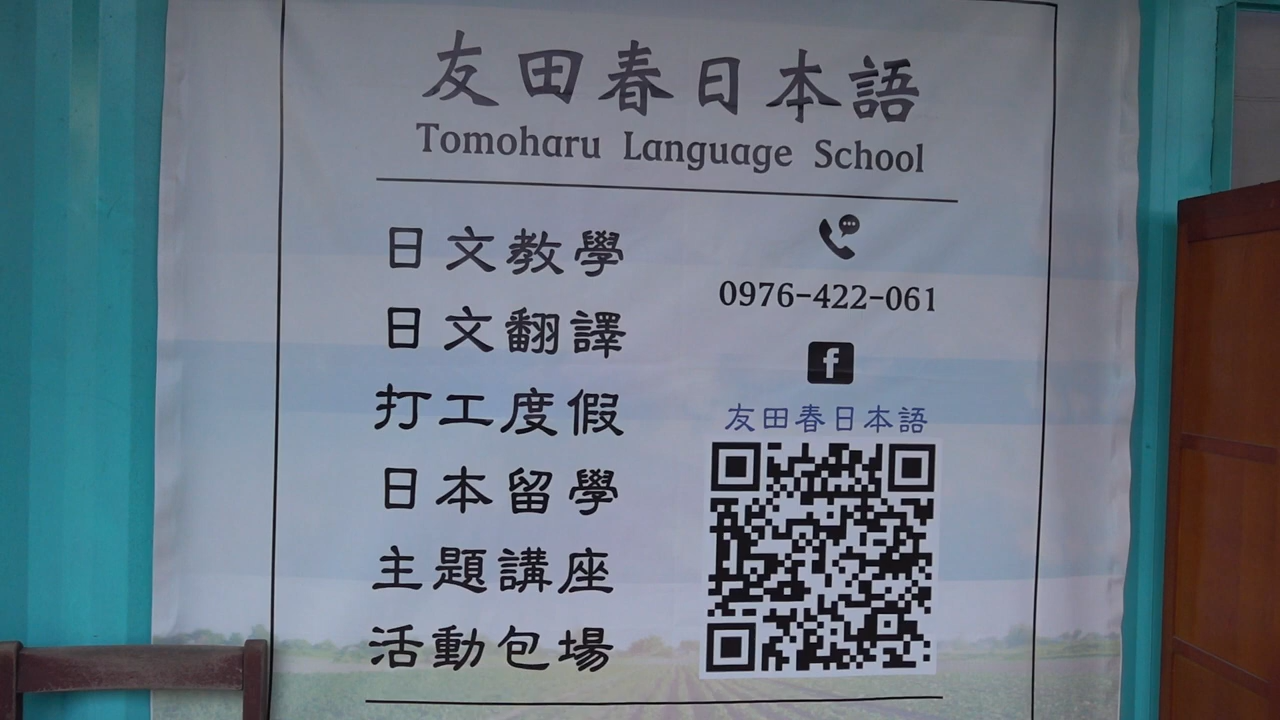 友田春日本語
Tomoharu Language School
日文教學
日文翻譯
打工度假
日本留學
主題講座
活動包場
0976-422-061
f
友田春日本語